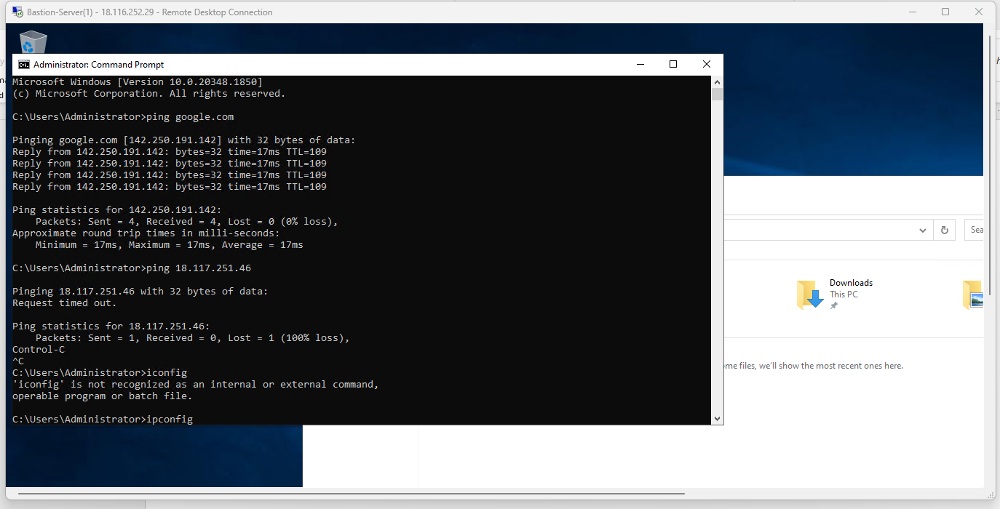 Bastion-Server(1) - 18.116.252.29 - Remote Desktop Connection
Administrator: Command Prompt
Microsoft Windows [Version 10.0.20348.1850]
(c) Microsoft Corporation. All rights reserved.
C:\Users\Administrator>ping google.com
Pinging google.com [142.250.191.142] with 32 bytes of data:
Reply from 142.250.191.142: bytes=32 time=17ms TTL=109
Reply from 142.250.191.142: bytes=32 time=17ms TTL=109
Reply from 142.250.191.142: bytes=32 time=17ms TTL=109
Reply from 142.250.191.142: bytes=32 time=17ms TTL=109
Ping statistics for 142.250.191.142:
Packets: Sent = 4, Received = 4, Lost = 0 (0% loss),
Approximate round trip times in milli-seconds:
Minimum = 17ms, Maximum = 17ms, Average = 17ms
C:\Users\Administrator>ping 18.117.251.46
Pinging 18.117.251.46 with 32 bytes of data:
Request timed out.
Ping statistics for 18.117.251.46:
Packets: Sent = 1, Received = 0, Lost = 1 (100% loss),
Control-C
^C
C:\Users\Administrator>iconfig
'iconfig' is not recognized as an internal or external command,
operable program or batch file.
C:\Users\Administrator>ipconfig
Sea
Downloads
This PC
me files, we'll show the most recent ones here.